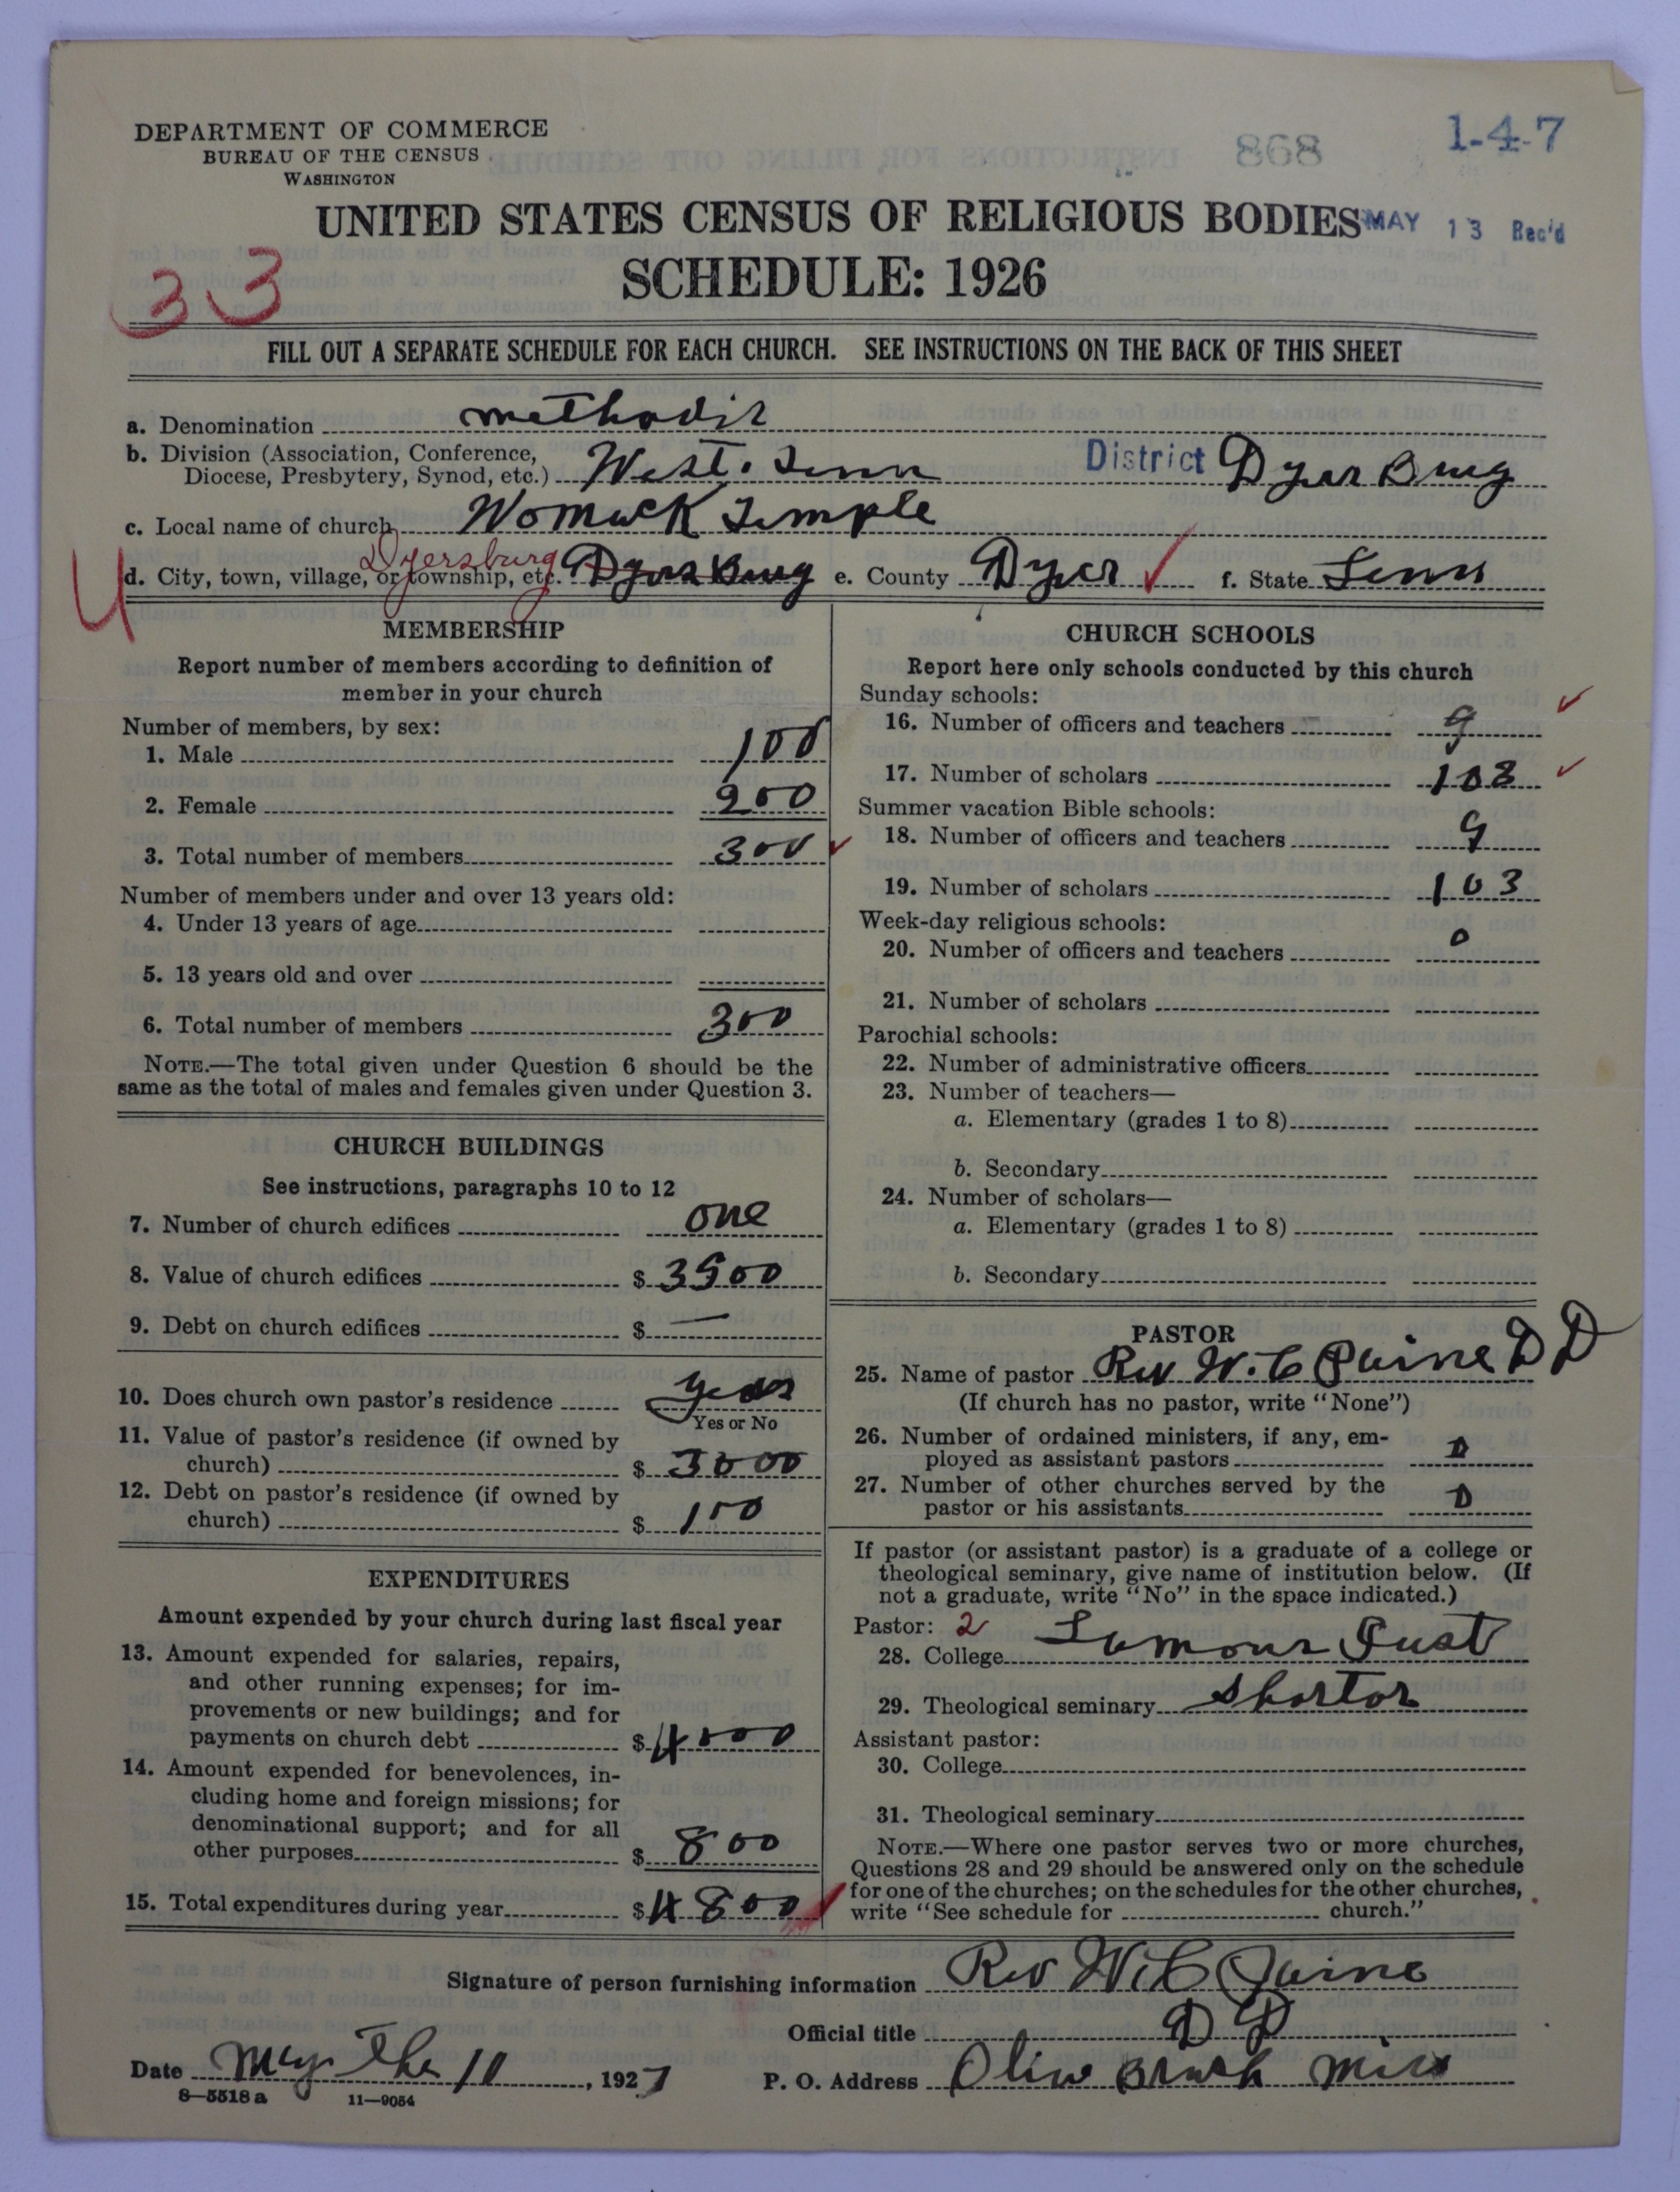 DEPARTMENT OF COMMERCE
BUREAU OF THE CENSUS
WASHINGTON
868
1-4-7
UNITED STATES CENSUS OF RELIGIOUS BODIES
MAY 13 Rec'd
SCHEDULE: 1926
33
FILL OUT A SEPARATE SCHEDULE FOR EACH CHURCH. SEE INSTRUCTIONS ON THE BACK OF THIS SHEET
a. Denomination methodis
b. Division (Association, Conference,
Diocese, Presbytery, Synod, etc.) West. Tenn District Dyersburg
c. Local name of church Womack Temple
Dyersburg
4
d. City, town, village, or township, etc. Dyersburg e. County Dyer ✓ f. State Tenn
MEMBERSHIP
Report number of members according to definition of
member in your church
Number of members, by sex:
1. Male 100
2. Female 200
3. Total number of members 300 ✓
Number of members under and over 13 years old:
4. Under 13 years of age
5. 13 years old and over
6. Total number of members 300
NOTE.—The total given under Question 6 should be the
same as the total of males and females given under Question 3.
CHURCH BUILDINGS
See instructions, paragraphs 10 to 12
7. Number of church edifices one
8. Value of church edifices $ 3500
9. Debt on church edifices $ —
10. Does church own pastor's residence yes
Yes or No
11. Value of pastor's residence (if owned by
church) $ 3000
12. Debt on pastor's residence (if owned by
church) $ 100
EXPENDITURES
Amount expended by your church during last fiscal year
13. Amount expended for salaries, repairs,
and other running expenses; for im-
provements or new buildings; and for
payments on church debt $ 4000
14. Amount expended for benevolences, in-
cluding home and foreign missions; for
denominational support; and for all
other purposes $ 800
15. Total expenditures during year $ 4800 ✓
CHURCH SCHOOLS
Report here only schools conducted by this church
Sunday schools:
16. Number of officers and teachers 9 ✓
17. Number of scholars 103 ✓
Summer vacation Bible schools:
18. Number of officers and teachers 9
19. Number of scholars 103
Week-day religious schools:
20. Number of officers and teachers 0
21. Number of scholars
Parochial schools:
22. Number of administrative officers
23. Number of teachers—
a. Elementary (grades 1 to 8)
b. Secondary
24. Number of scholars—
a. Elementary (grades 1 to 8)
b. Secondary
PASTOR
25. Name of pastor Rev W. C Paine D D
(If church has no pastor, write "None")
26. Number of ordained ministers, if any, em-
ployed as assistant pastors 0
27. Number of other churches served by the
pastor or his assistants 0
If pastor (or assistant pastor) is a graduate of a college or
theological seminary, give name of institution below. (If
not a graduate, write "No" in the space indicated.)
Pastor: 2
28. College
29. Theological seminary Shortor
Assistant pastor:
30. College
31. Theological seminary
NOTE.—Where one pastor serves two or more churches,
Questions 28 and 29 should be answered only on the schedule
for one of the churches; on the schedules for the other churches,
write "See schedule for church."
Signature of person furnishing information Rev W. C Paine
Official title D D
Date May the 10, 1927 P. O. Address Olive Branch Miss
8—5518 a 11—9054